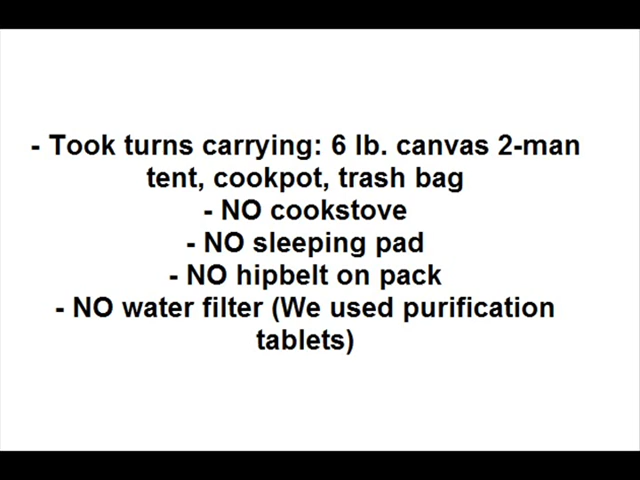 - Took turns carrying: 6 lb. canvas 2-man
tent, cookpot, trash bag
- NO cookstove
- NO sleeping pad
- NO hipbelt on pack
- NO water filter (We used purification
tablets)